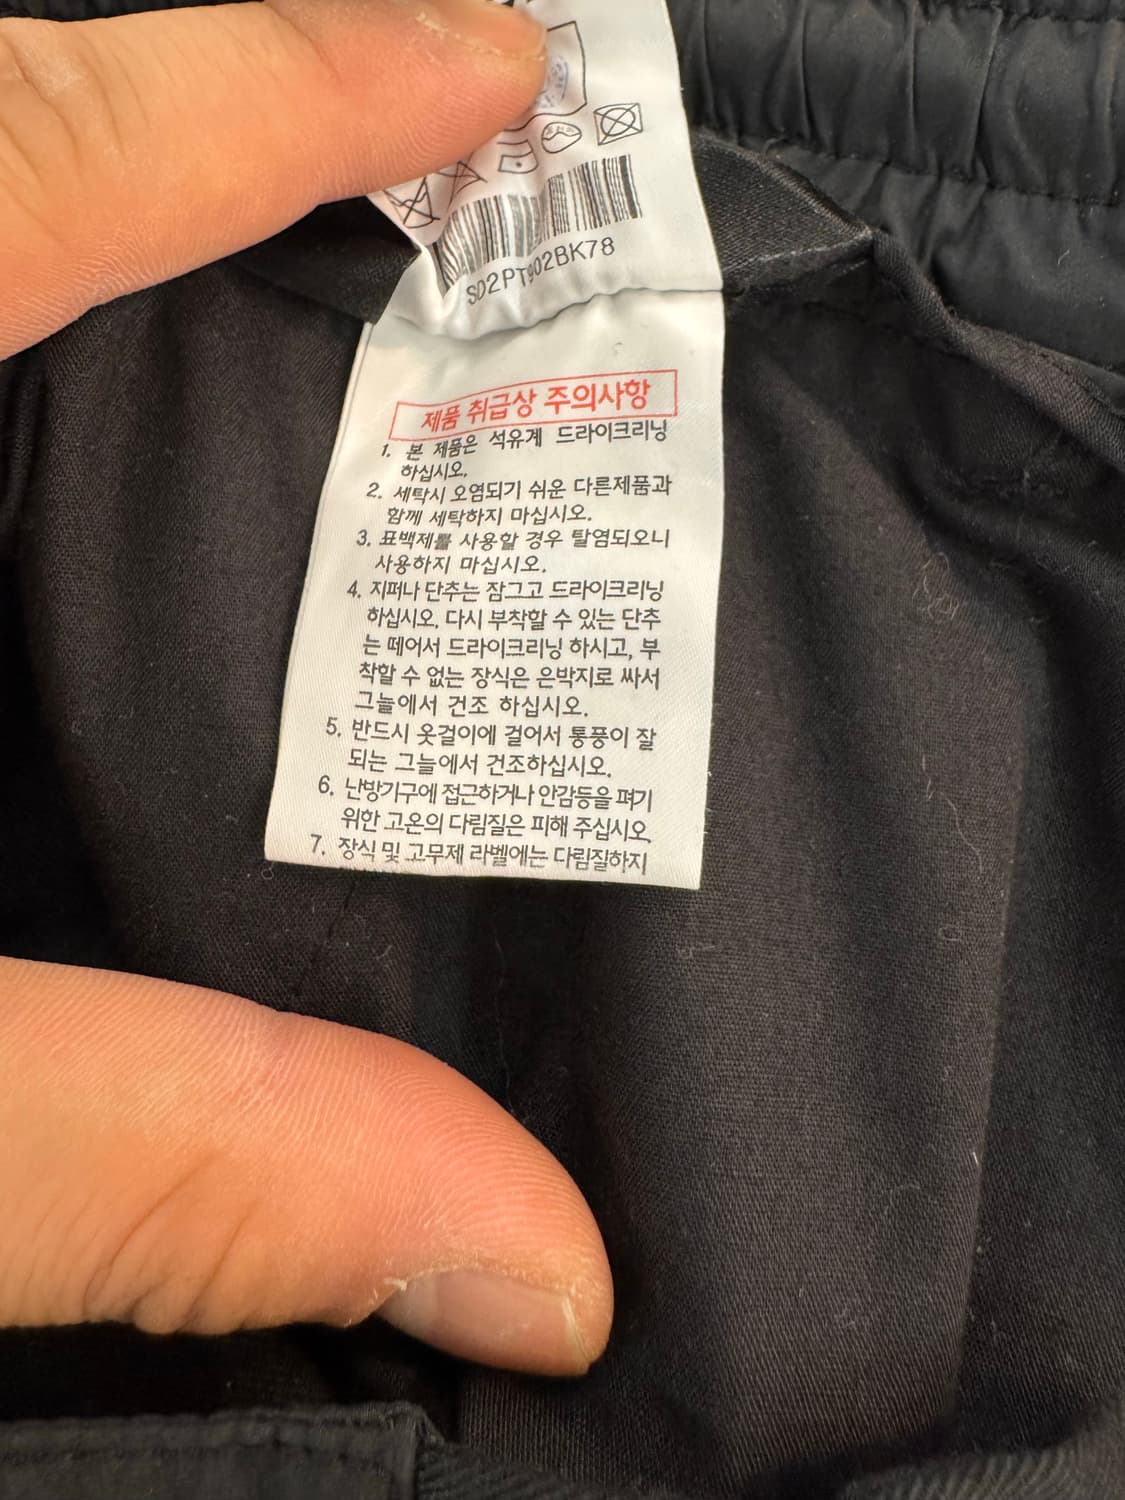 SD2PT902BK78
제품 취급상 주의사항
1. 본 제품은 석유계 드라이크리닝
하십시오.
2. 세탁시 오염되기 쉬운 다른제품과
함께 세탁하지 마십시오.
3. 표백제를 사용할 경우 탈염되오니
사용하지 마십시오.
4. 지퍼나 단추는 잠그고 드라이크리닝
하십시오. 다시 부착할 수 있는 단추
는 떼어서 드라이크리닝 하시고, 부
착할 수 없는 장식은 은박지로 싸서
그늘에서 건조 하십시오.
5. 반드시 옷걸이에 걸어서 통풍이 잘
되는 그늘에서 건조하십시오.
6. 난방기구에 접근하거나 안감등을 펴기
위한 고온의 다림질은 피해 주십시오.
7. 장식 및 고무제 라벨에는 다림질하지